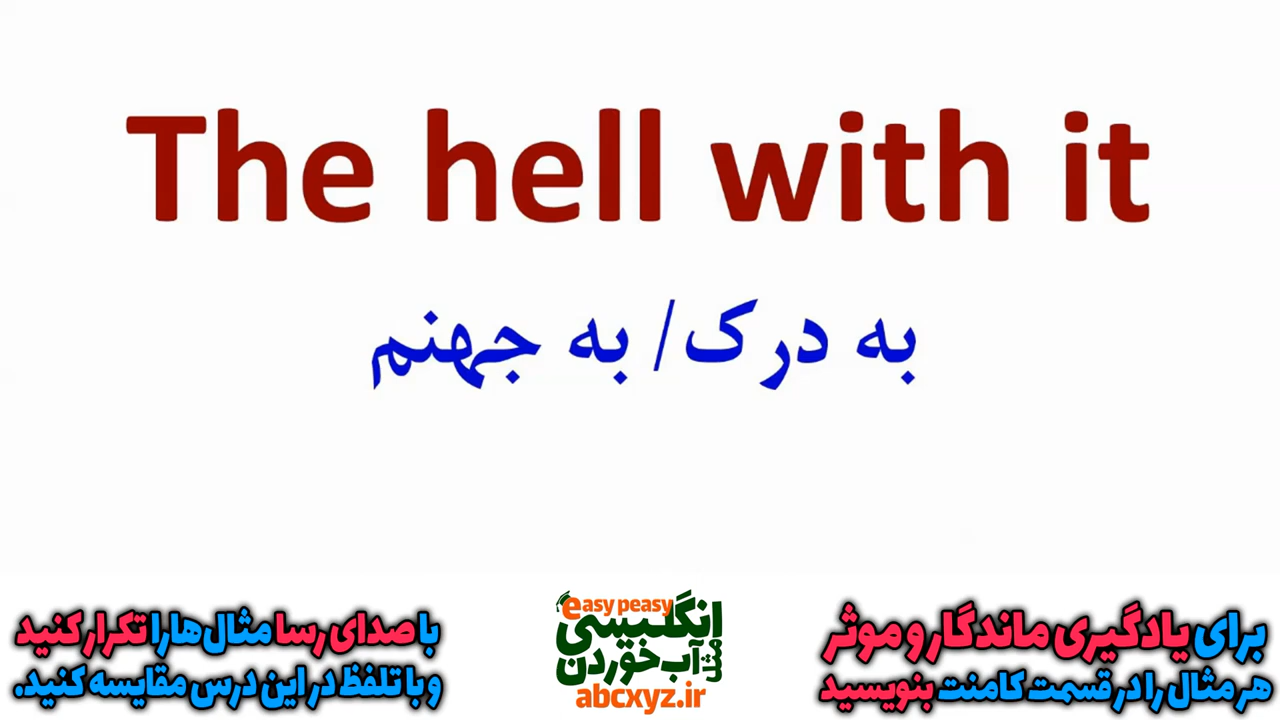 The hell with it
به درک/ به جهنم
برای یادگیری ماندگار و موثر
هر مثال را در قسمت کامنت بنویسید
easy peasy
انگلیسی
مثل آب خوردن
abcxyz.ir
با صدای رسا مثال‌ها را تکرار کنید
و با تلفظ در این درس مقایسه کنید.